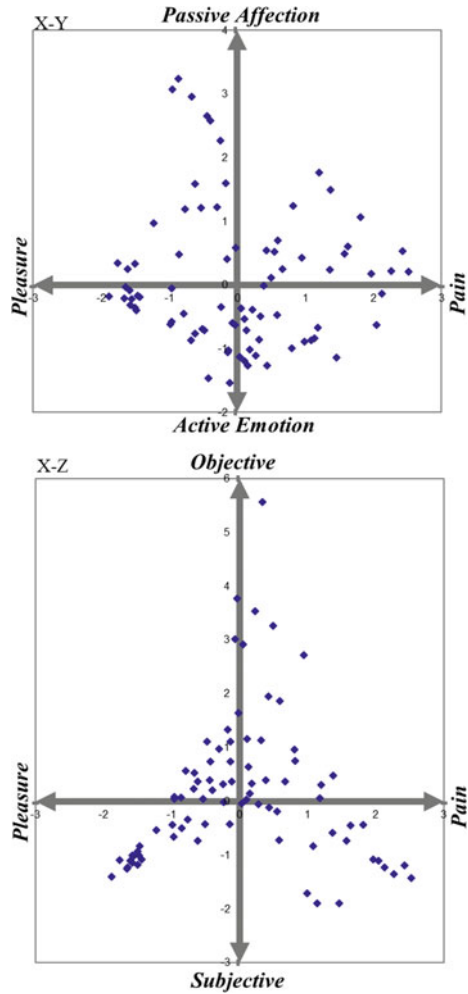 Passive Affection
X-Y
4
3
2
1
Pleasure
-3 -2 -1 0 1 2 3
Pain
-1
-2
Active Emotion
Objective
X-Z
6
5
4
3
2
1
Pleasure
-3 -2 -1 0 1 2 3
Pain
-1
-2
-3
Subjective